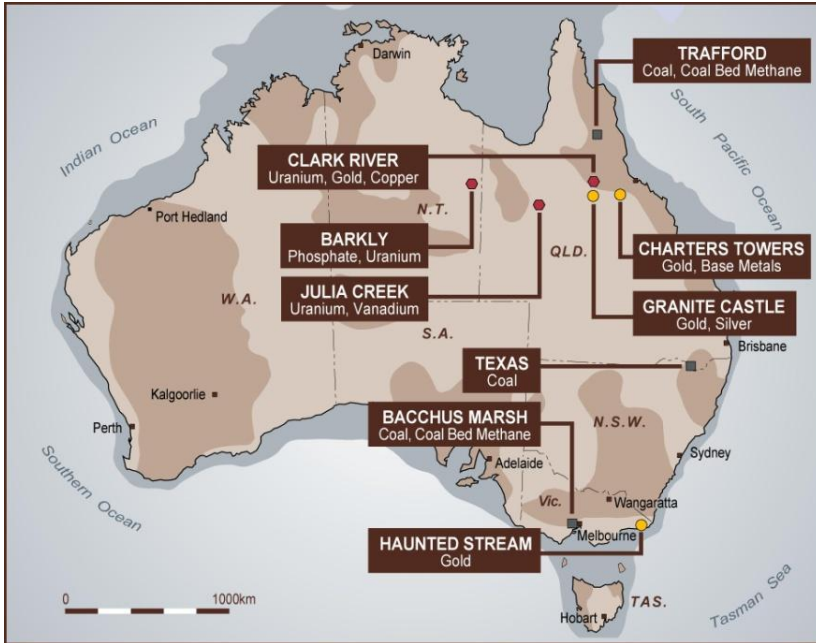 Darwin
TRAFFORD
Coal, Coal Bed Methane
Indian Ocean
South Pacific Ocean
CLARK RIVER
Uranium, Gold, Copper
N.T.
Port Hedland
BARKLY
Phosphate, Uranium
QLD.
CHARTERS TOWERS
Gold, Base Metals
JULIA CREEK
Uranium, Vanadium
W.A.
GRANITE CASTLE
Gold, Silver
S.A.
Brisbane
TEXAS
Coal
Kalgoorlie
BACCHUS MARSH
Coal, Coal Bed Methane
N.S.W.
Perth
Sydney
Adelaide
Southern Ocean
Vic.
Wangaratta
Melbourne
HAUNTED STREAM
Gold
Tasman Sea
0 1000km
TAS.
Hobart